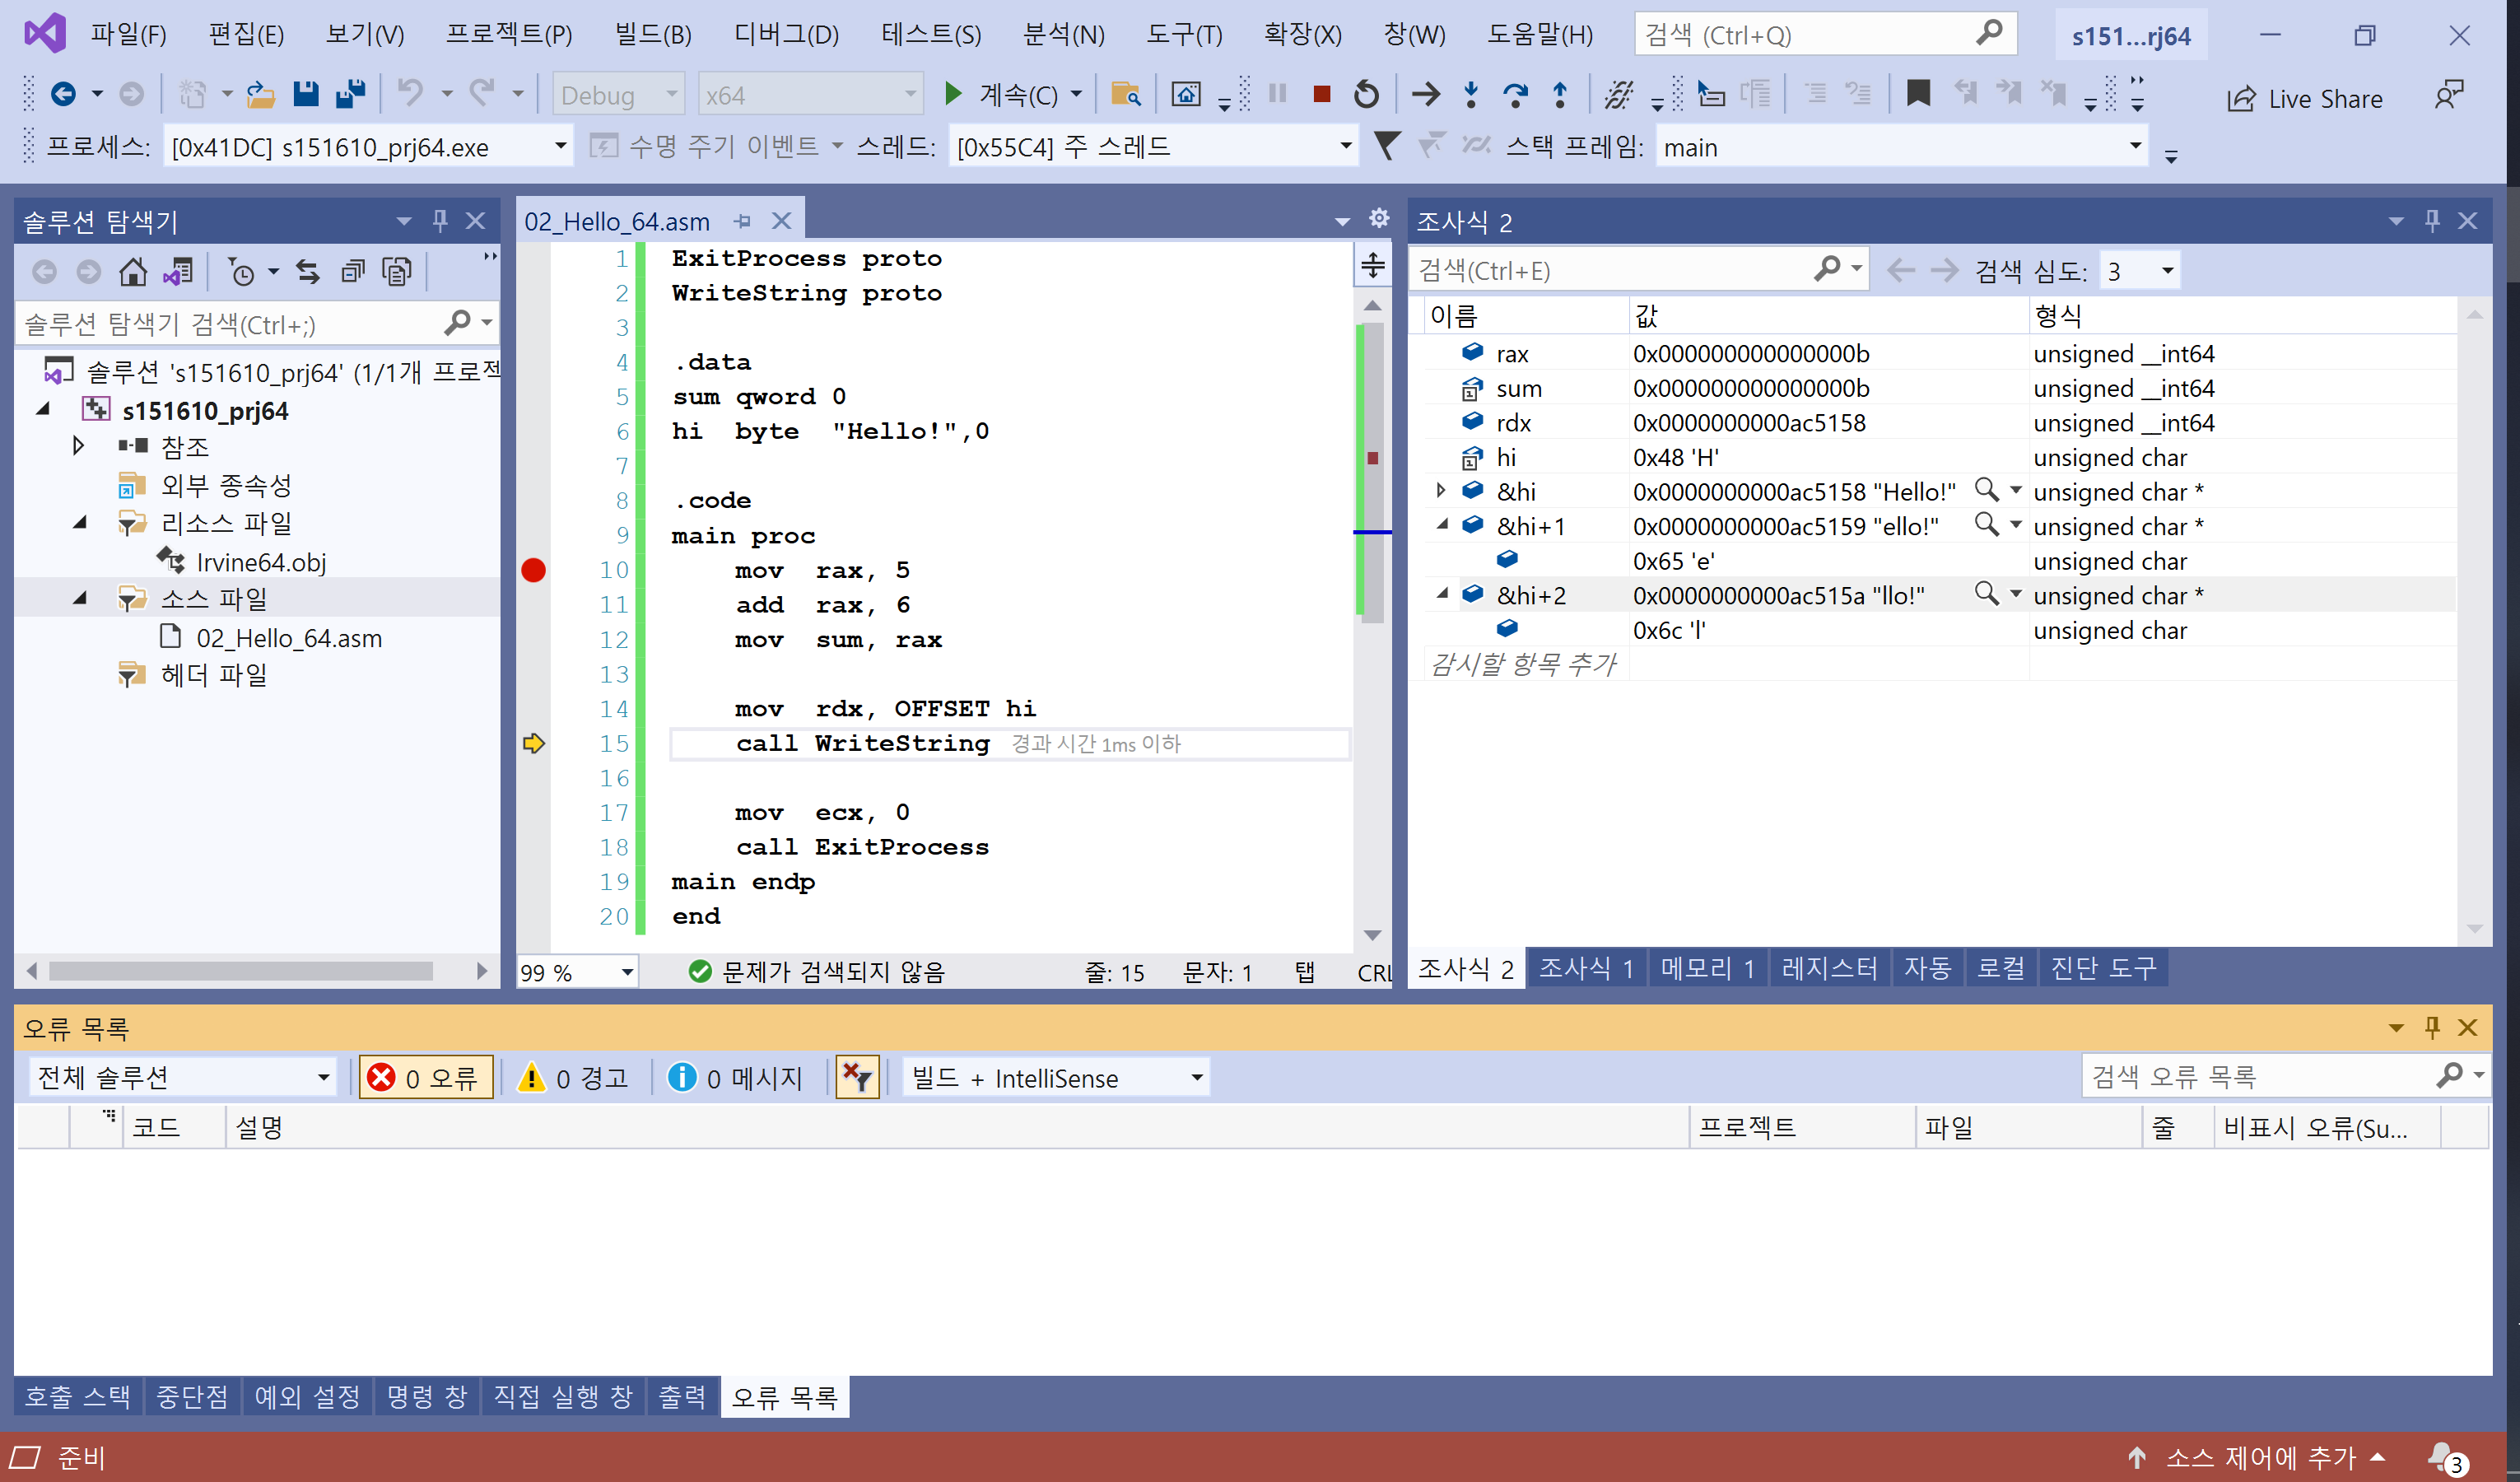 파일(F) 편집(E) 보기(V) 프로젝트(P) 빌드(B) 디버그(D) 테스트(S) 분석(N) 도구(T) 확장(X) 창(W) 도움말(H) 검색 (Ctrl+Q) s151...rj64
Debug x64 계속(C) Live Share
프로세스: [0x41DC] s151610_prj64.exe 수명 주기 이벤트 스레드: [0x55C4] 주 스레드 스택 프레임: main
솔루션 탐색기
솔루션 탐색기 검색(Ctrl+;)
솔루션 's151610_prj64' (1/1개 프로젝
s151610_prj64
참조
외부 종속성
리소스 파일
Irvine64.obj
소스 파일
02_Hello_64.asm
헤더 파일
02_Hello_64.asm
1 ExitProcess proto
2 WriteString proto
3
4 .data
5 sum qword 0
6 hi  byte  "Hello!",0
7
8 .code
9 main proc
10     mov  rax, 5
11     add  rax, 6
12     mov  sum, rax
13
14     mov  rdx, OFFSET hi
15     call WriteString 경과 시간 1ms 이하
16
17     mov  ecx, 0
18     call ExitProcess
19 main endp
20 end
99 % 문제가 검색되지 않음 줄: 15 문자: 1 탭 CRL
조사식 2
검색(Ctrl+E) 검색 심도: 3
이름 값 형식
rax 0x000000000000000b unsigned __int64
sum 0x000000000000000b unsigned __int64
rdx 0x0000000000ac5158 unsigned __int64
hi 0x48 'H' unsigned char
&hi 0x0000000000ac5158 "Hello!" unsigned char *
&hi+1 0x0000000000ac5159 "ello!" unsigned char *
0x65 'e' unsigned char
&hi+2 0x0000000000ac515a "llo!" unsigned char *
0x6c 'l' unsigned char
감시할 항목 추가
조사식 2 조사식 1 메모리 1 레지스터 자동 로컬 진단 도구
오류 목록
전체 솔루션 0 오류 0 경고 0 메시지 빌드 + IntelliSense 검색 오류 목록
코드 설명 프로젝트 파일 줄 비표시 오류(Su...
호출 스택 중단점 예외 설정 명령 창 직접 실행 창 출력 오류 목록
준비 소스 제어에 추가 3